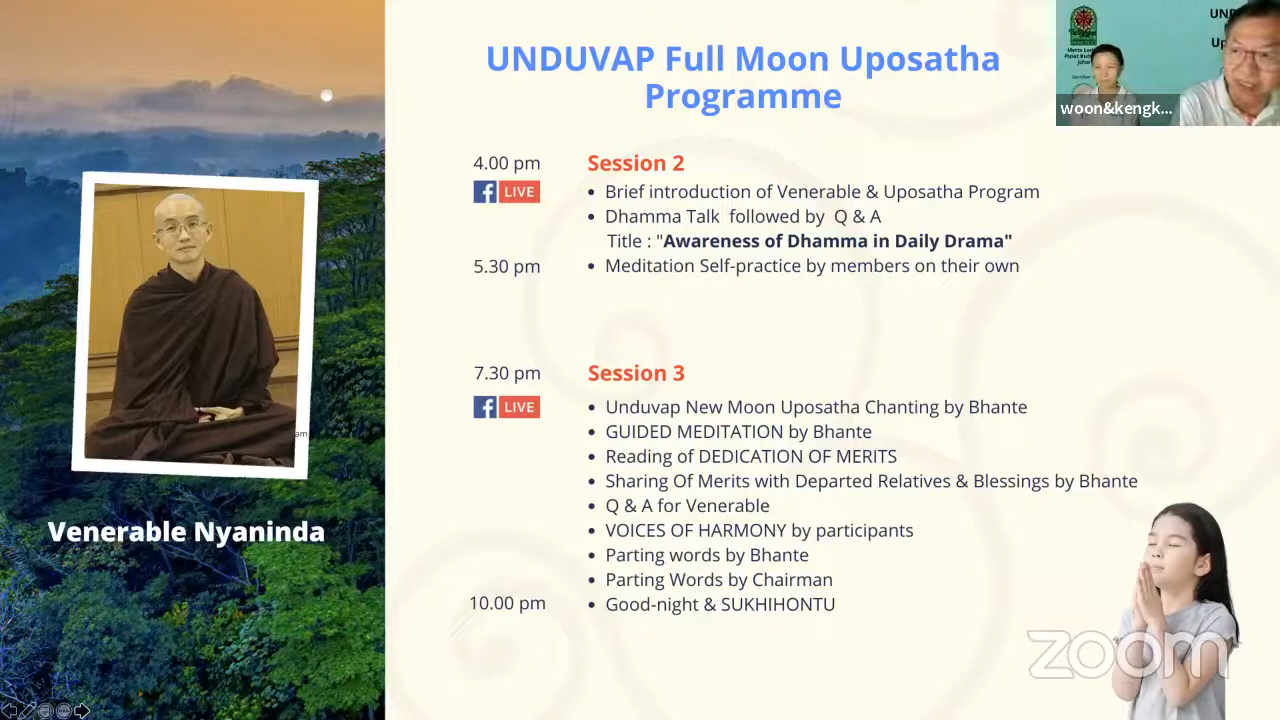 UNDUVAP Full Moon Uposatha
Programme
4.00 pm
Session 2
LIVE
Brief introduction of Venerable & Uposatha Program
Dhamma Talk followed by Q & A
Title : "Awareness of Dhamma in Daily Drama"
5.30 pm
Meditation Self-practice by members on their own
7.30 pm
Session 3
LIVE
Unduvap New Moon Uposatha Chanting by Bhante
GUIDED MEDITATION by Bhante
Reading of DEDICATION OF MERITS
Sharing Of Merits with Departed Relatives & Blessings by Bhante
Q & A for Venerable
VOICES OF HARMONY by participants
Parting words by Bhante
Parting Words by Chairman
10.00 pm
Good-night & SUKHIHONTU
am
Venerable Nyaninda
woon&kengk...
zoom